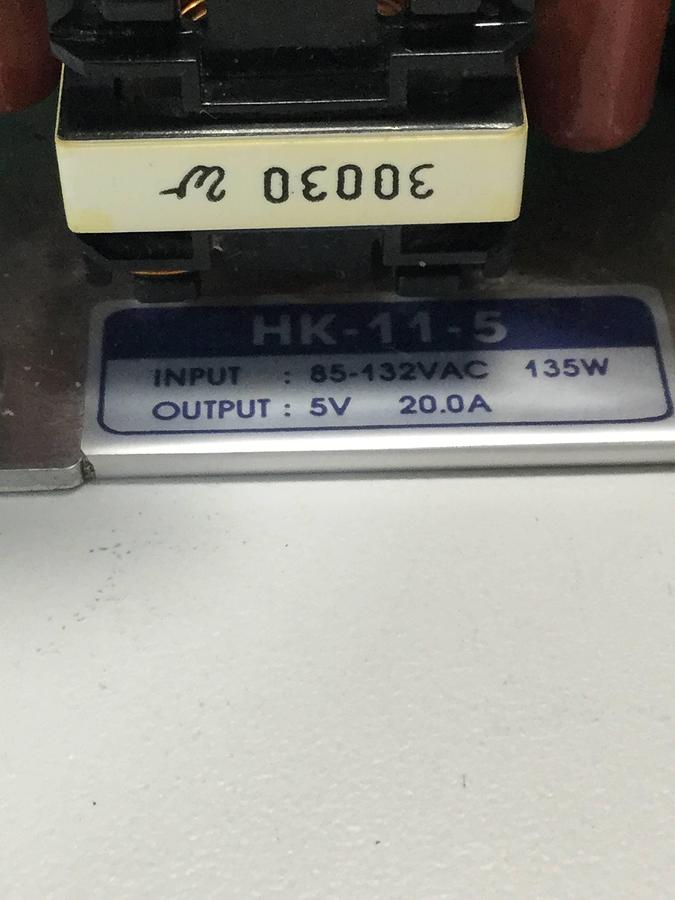 30030
HK-11-5
INPUT : 85-132VAC 135W
OUTPUT : 5V 20.0A